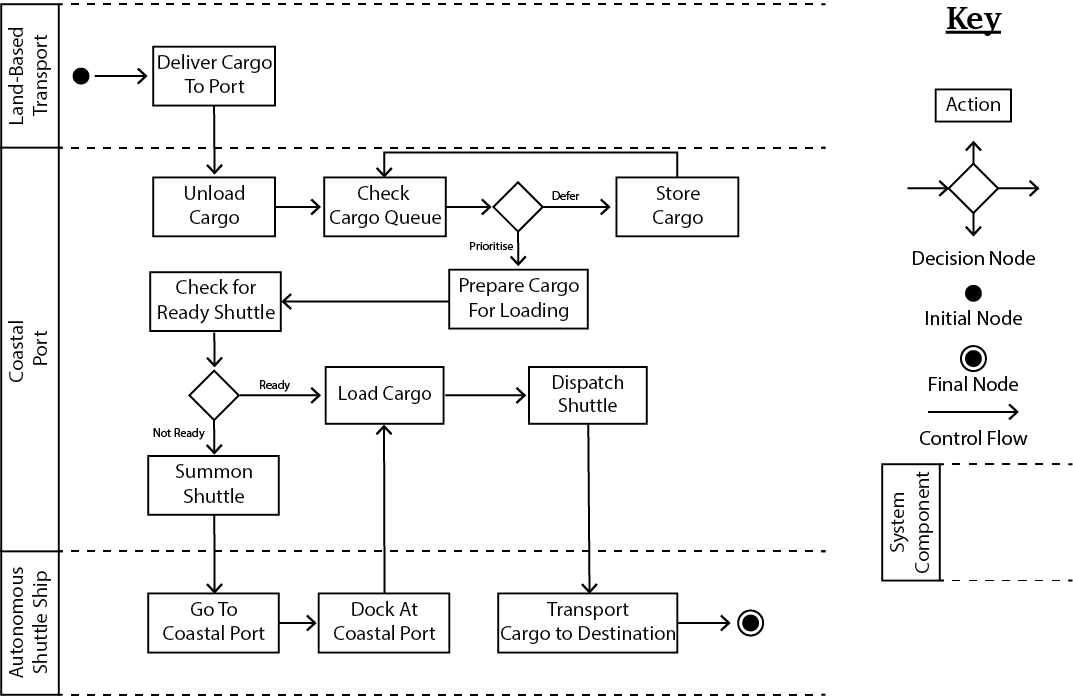 Land-Based
Transport
Deliver Cargo
To Port
Coastal
Port
Unload
Cargo
Check
Cargo Queue
Defer
Store
Cargo
Prioritise
Check for
Ready Shuttle
Prepare Cargo
For Loading
Ready
Load Cargo
Dispatch
Shuttle
Not Ready
Summon
Shuttle
Autonomous
Shuttle Ship
Go To
Coastal Port
Dock At
Coastal Port
Transport
Cargo to Destination
Key
Action
Decision Node
Initial Node
Final Node
Control Flow
System
Component